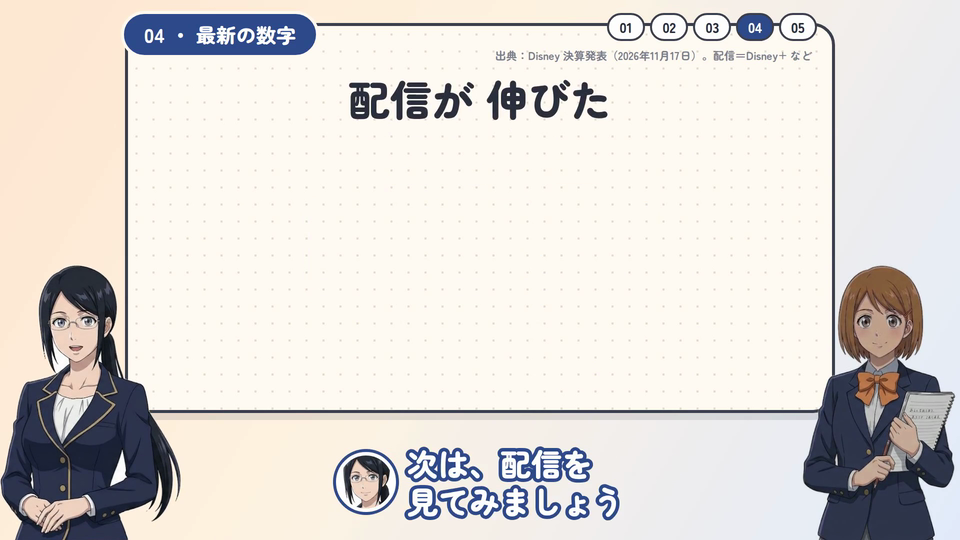 04 ・ 最新の数字
01 02 03 04 05
出典：Disney 決算発表（2026年11月17日）。配信＝Disney+ など
配信が 伸びた
次は、配信を
見てみましょう